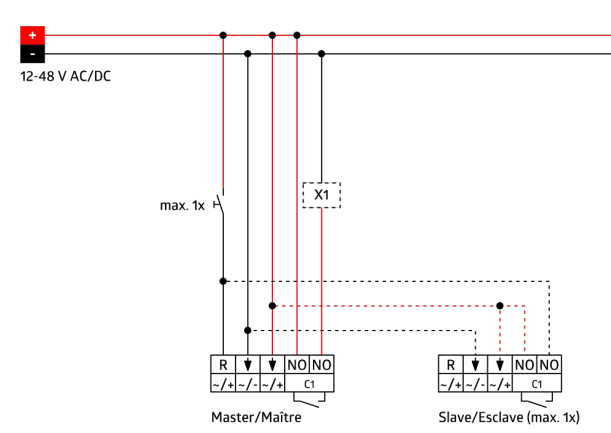 +
-
12-48 V AC/DC
max. 1x
X1
R NO NO
~/+ ~/- ~/+ C1
Master/Maître
R NO NO
~/+ ~/- ~/+ C1
Slave/Esclave (max. 1x)